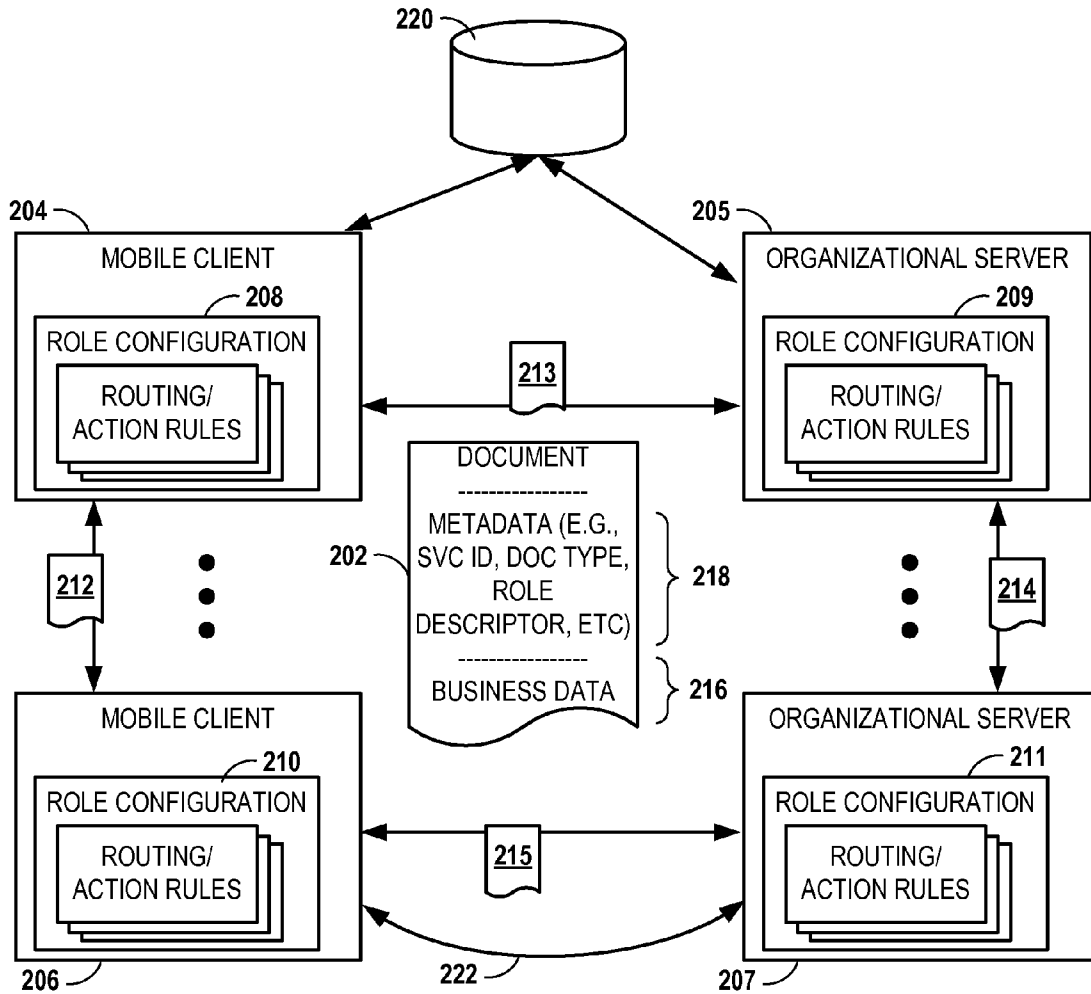 220
204
205
MOBILE CLIENT
ORGANIZATIONAL SERVER
208
209
ROLE CONFIGURATION
ROLE CONFIGURATION
ROUTING/
ACTION RULES
ROUTING/
ACTION RULES
213
DOCUMENT
------------------
METADATA (E.G.,
SVC ID, DOC TYPE,
ROLE
DESCRIPTOR, ETC)
------------------
BUSINESS DATA
202
218
216
212
214
MOBILE CLIENT
ORGANIZATIONAL SERVER
210
211
ROLE CONFIGURATION
ROLE CONFIGURATION
ROUTING/
ACTION RULES
ROUTING/
ACTION RULES
215
206
222
207